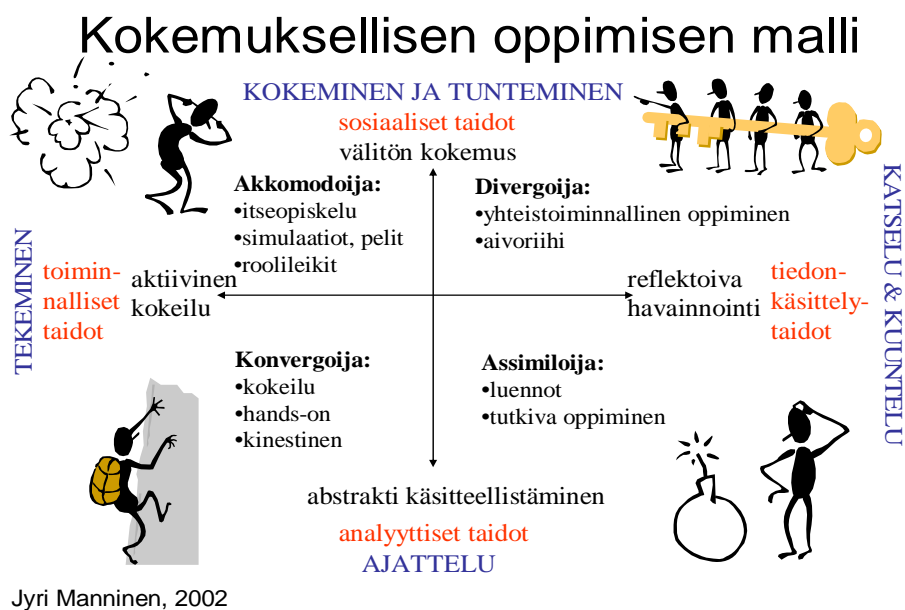 Kokemuksellisen oppimisen malli
KOKEMINEN JA TUNTEMINEN
sosiaaliset taidot
välitön kokemus
Akkomodoija:
•itseopiskelu
•simulaatiot, pelit
•roolileikit
Divergoija:
•yhteistoiminnallinen oppiminen
•aivoriihi
TEKEMINEN
toimin-
nalliset
taidot
aktiivinen
kokeilu
reflektoiva
havainnointi
tiedon-
käsittely-
taidot
KATSELU & KUUNTELU
Konvergoija:
•kokeilu
•hands-on
•kinestinen
Assimiloija:
•luennot
•tutkiva oppiminen
abstrakti käsitteellistäminen
analyyttiset taidot
AJATTELU
Jyri Manninen, 2002